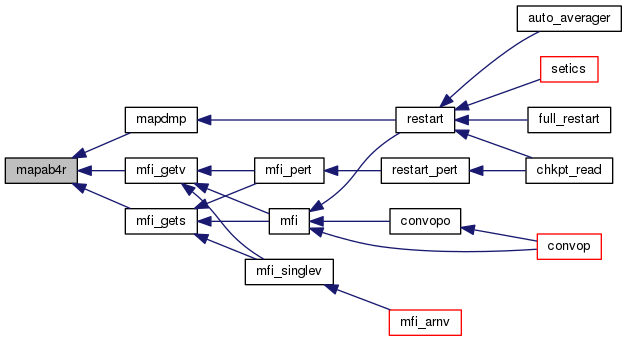 auto_averager
setics
mapdmp
restart
full_restart
mapab4r
mfi_getv
mfi_pert
restart_pert
chkpt_read
mfi_gets
mfi
convopo
convop
mfi_singlev
mfi_arnv